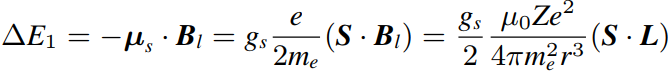 ΔE₁ = −μₛ · Bₗ = gₛ e/(2mₑ) (S · Bₗ) = gₛ/2 μ₀Ze²/(4πmₑ²r³) (S · L)